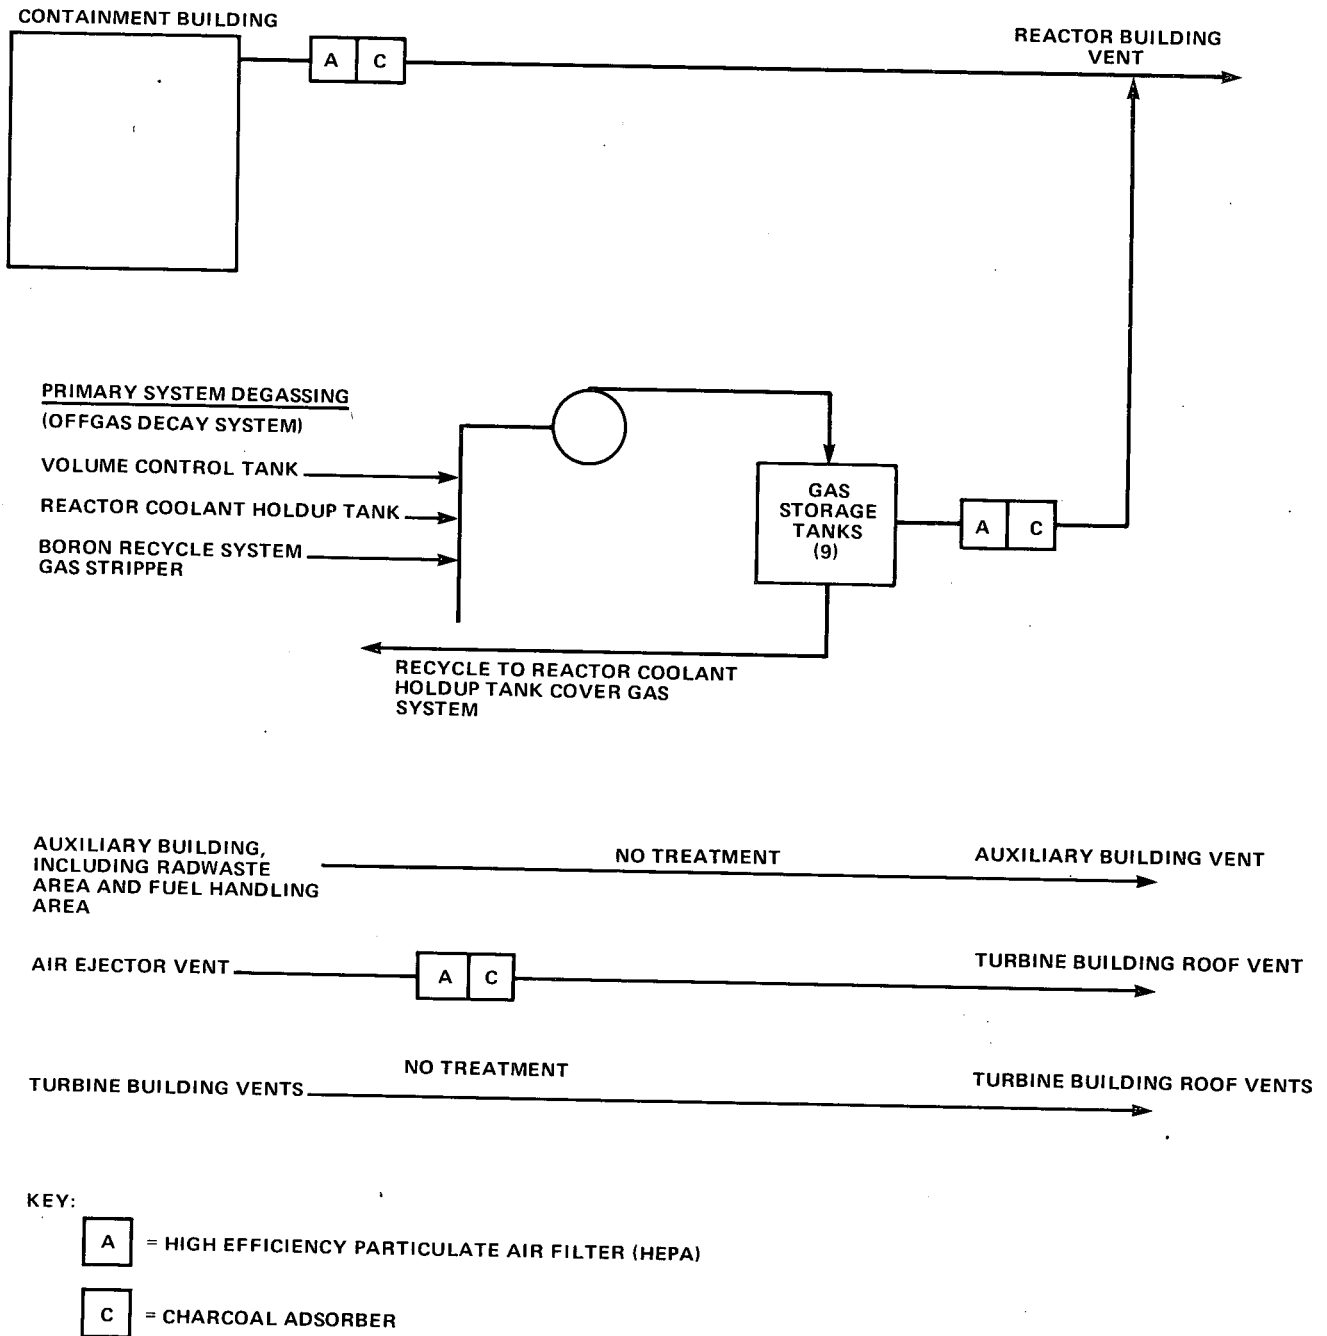 CONTAINMENT BUILDING
A C
REACTOR BUILDING
VENT
PRIMARY SYSTEM DEGASSING
(OFFGAS DECAY SYSTEM)
VOLUME CONTROL TANK
REACTOR COOLANT HOLDUP TANK
BORON RECYCLE SYSTEM
GAS STRIPPER
GAS
STORAGE
TANKS
(9)
A C
RECYCLE TO REACTOR COOLANT
HOLDUP TANK COVER GAS
SYSTEM
AUXILIARY BUILDING,
INCLUDING RADWASTE
AREA AND FUEL HANDLING
AREA
NO TREATMENT
AUXILIARY BUILDING VENT
AIR EJECTOR VENT
A C
TURBINE BUILDING ROOF VENT
TURBINE BUILDING VENTS
NO TREATMENT
TURBINE BUILDING ROOF VENTS
KEY:
A = HIGH EFFICIENCY PARTICULATE AIR FILTER (HEPA)
C = CHARCOAL ADSORBER